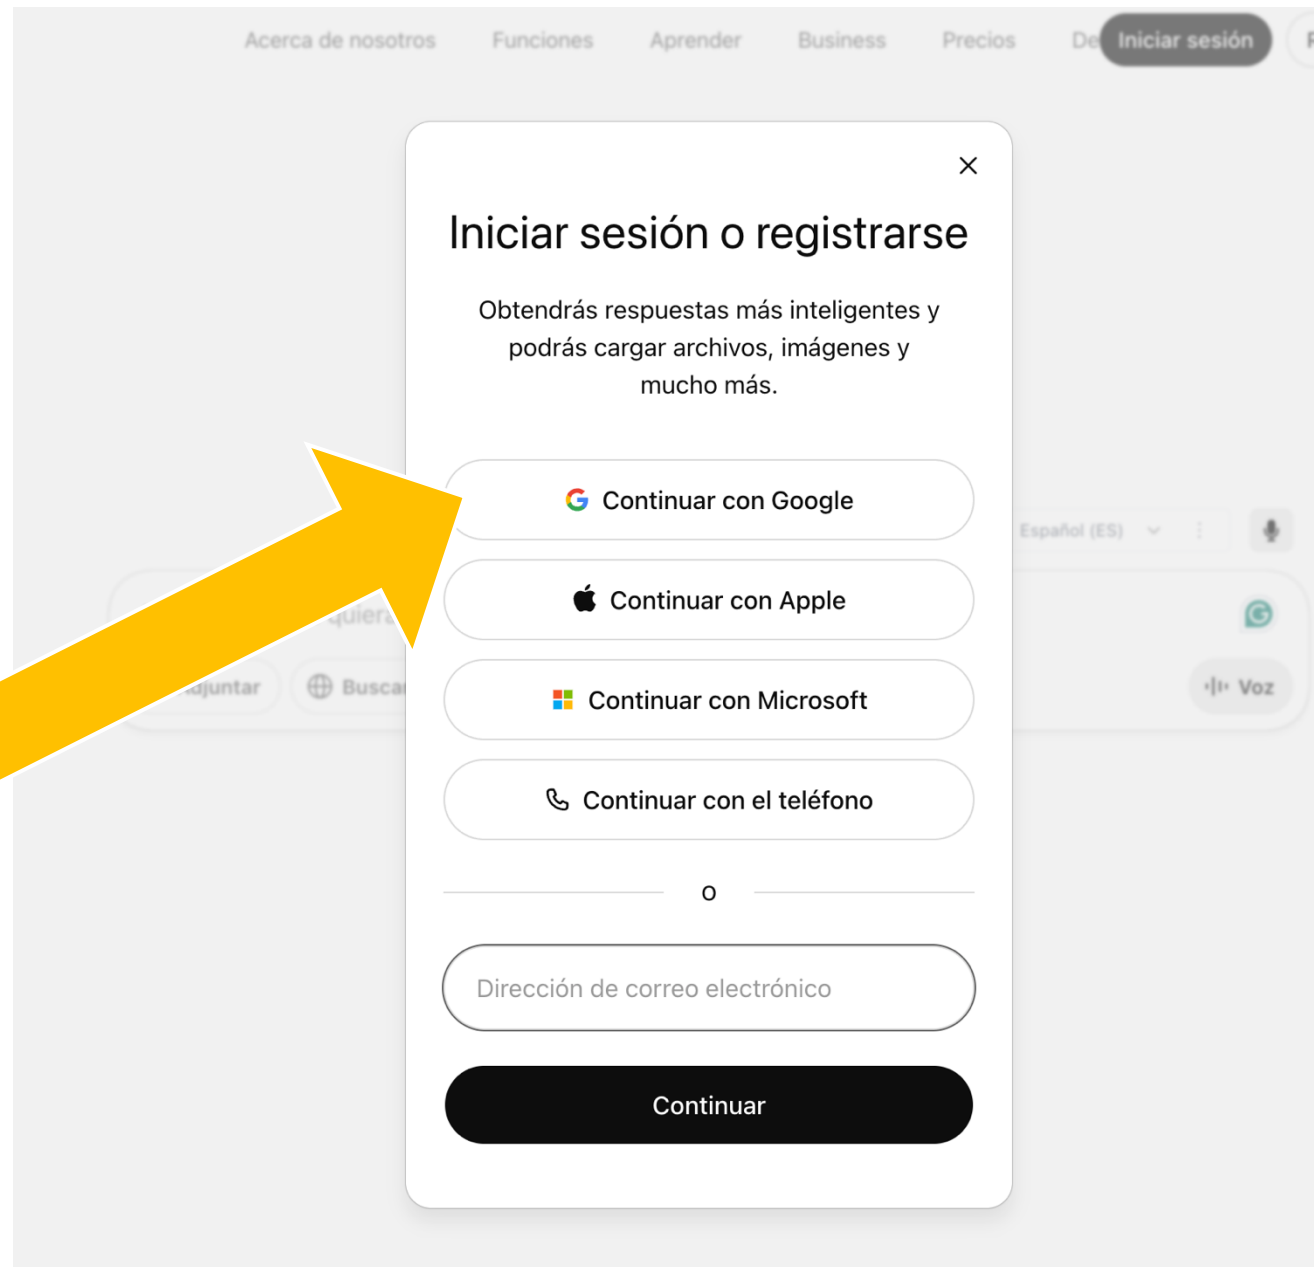 Acerca de nosotros Funciones Aprender Business Precios De Iniciar sesión R
Iniciar sesión o registrarse
Obtendrás respuestas más inteligentes y
podrás cargar archivos, imágenes y
mucho más.
Continuar con Google
Español (ES)
Continuar con Apple
Buscar
Voz
Continuar con Microsoft
Continuar con el teléfono
o
Dirección de correo electrónico
Continuar